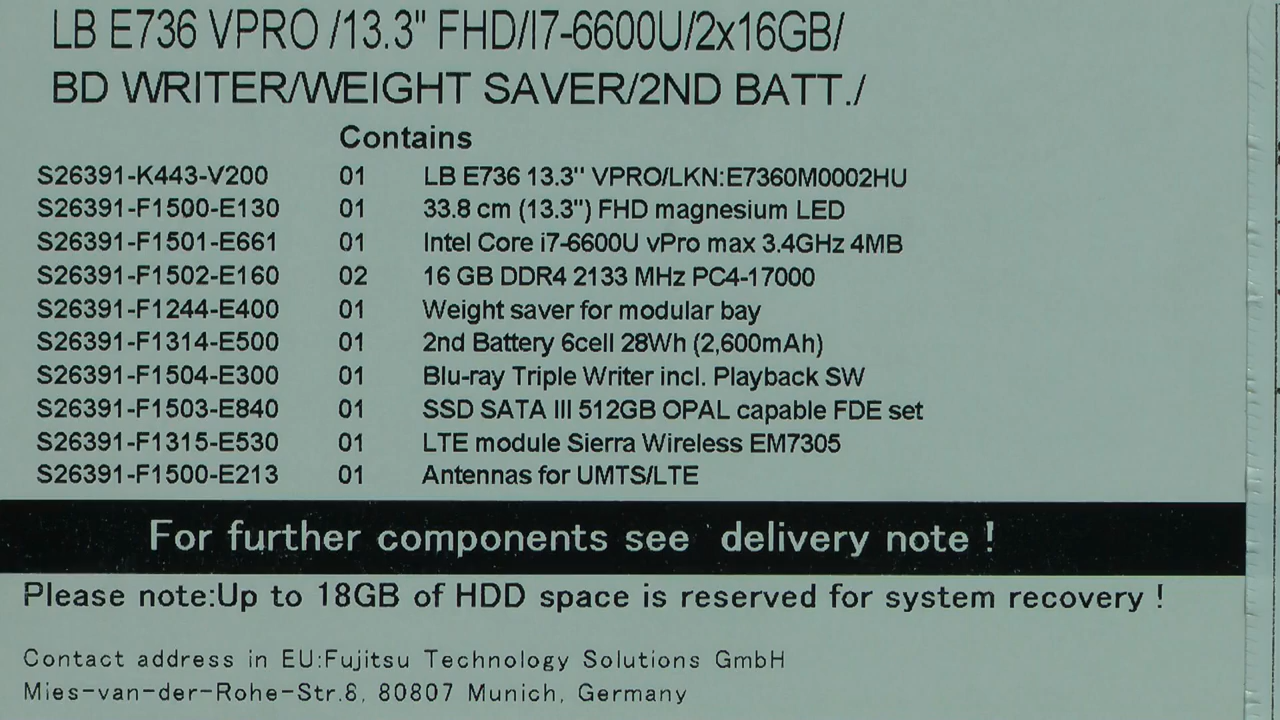 LB E736 VPRO /13.3" FHD/I7-6600U/2x16GB/
BD WRITER/WEIGHT SAVER/2ND BATT./
Contains
S26391-K443-V200 01 LB E736 13.3" VPRO/LKN:E7360M0002HU
S26391-F1500-E130 01 33.8 cm (13.3") FHD magnesium LED
S26391-F1501-E661 01 Intel Core i7-6600U vPro max 3.4GHz 4MB
S26391-F1502-E160 02 16 GB DDR4 2133 MHz PC4-17000
S26391-F1244-E400 01 Weight saver for modular bay
S26391-F1314-E500 01 2nd Battery 6cell 28Wh (2,600mAh)
S26391-F1504-E300 01 Blu-ray Triple Writer incl. Playback SW
S26391-F1503-E840 01 SSD SATA III 512GB OPAL capable FDE set
S26391-F1315-E530 01 LTE module Sierra Wireless EM7305
S26391-F1500-E213 01 Antennas for UMTS/LTE
For further components see delivery note !
Please note:Up to 18GB of HDD space is reserved for system recovery !
Contact address in EU:Fujitsu Technology Solutions GmbH
Mies-van-der-Rohe-Str.8, 80807 Munich, Germany